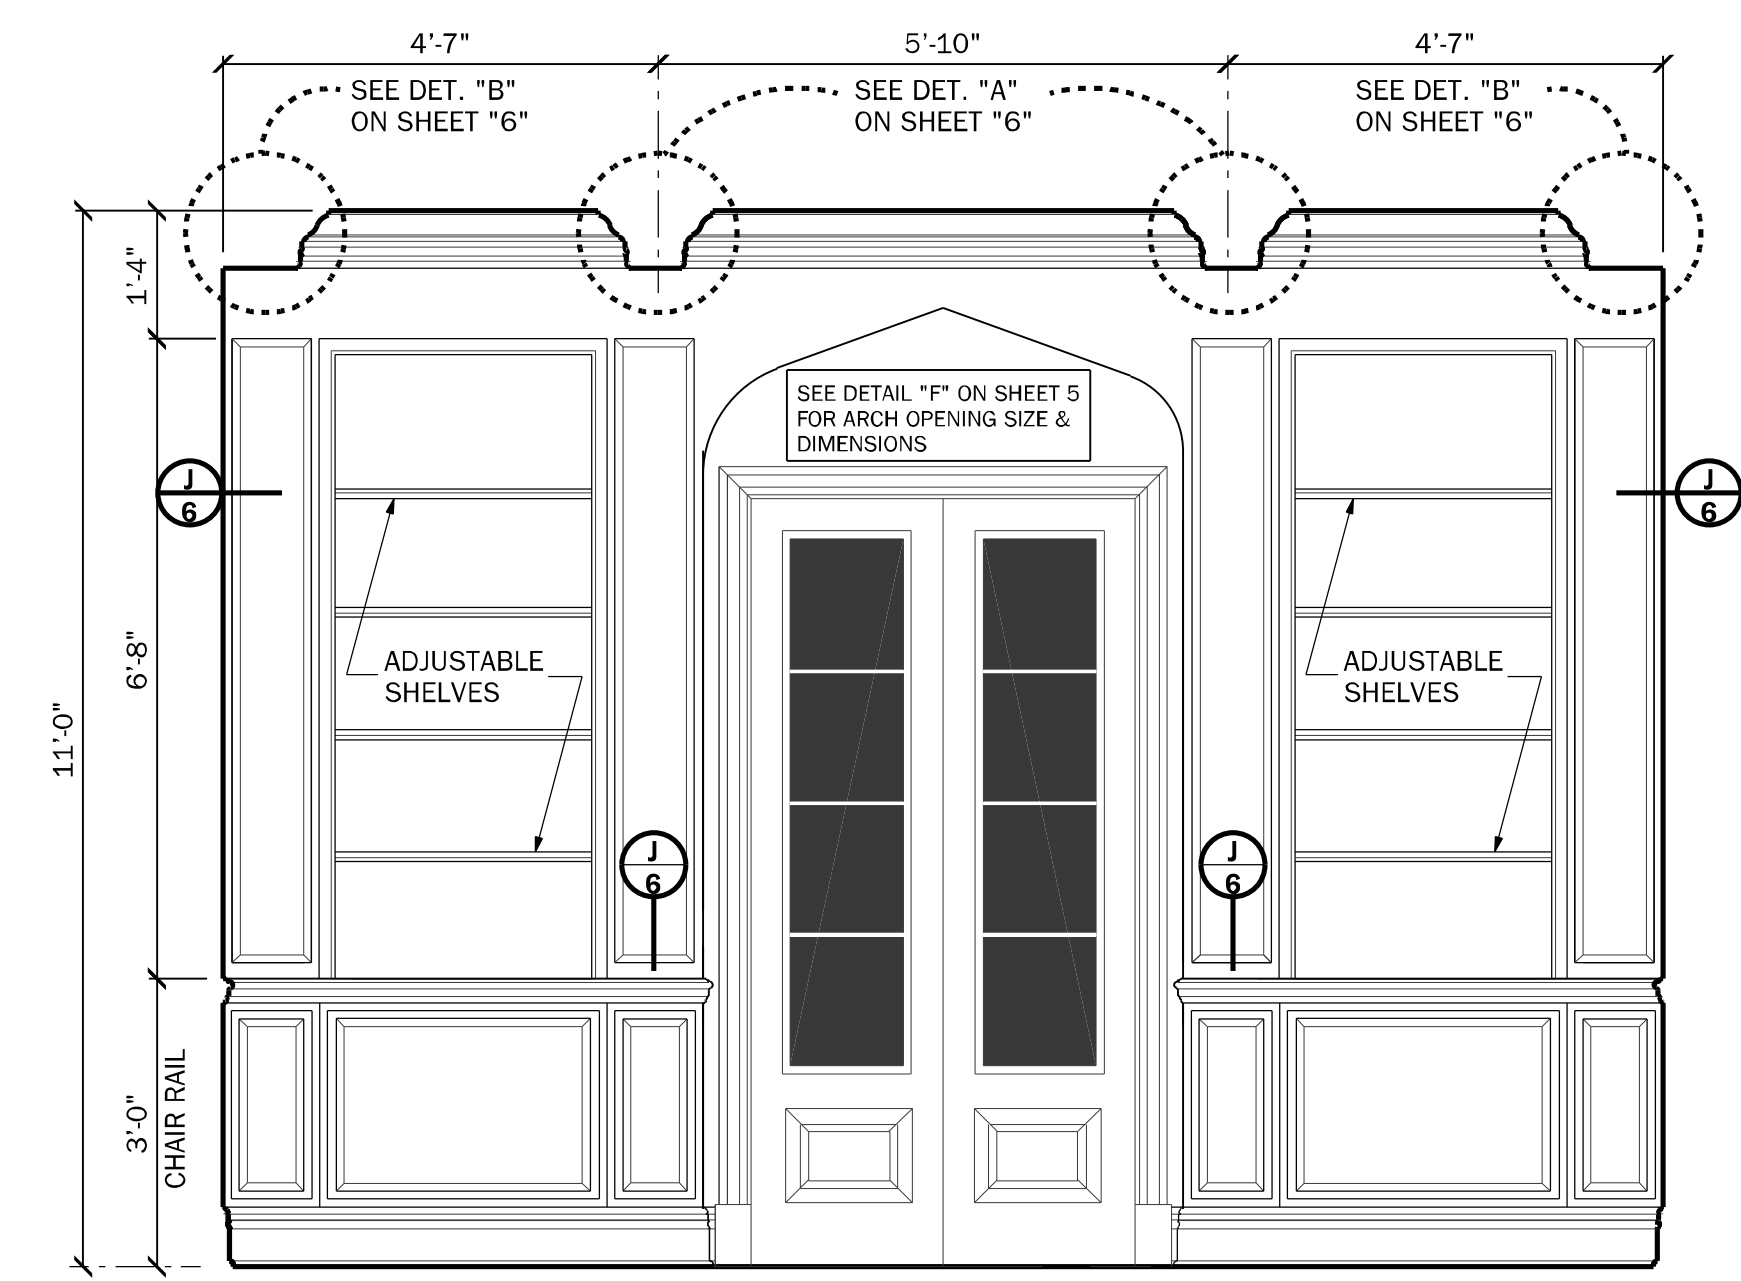 4'-7"
5'-10"
4'-7"
SEE DET. "B"
ON SHEET "6"
SEE DET. "A"
ON SHEET "6"
SEE DET. "B"
ON SHEET "6"
1'-4"
SEE DETAIL "F" ON SHEET 5
FOR ARCH OPENING SIZE &
DIMENSIONS
J
6
J
6
6'-8"
11'-0"
ADJUSTABLE
SHELVES
ADJUSTABLE
SHELVES
J
6
J
6
3'-0"
CHAIR RAIL